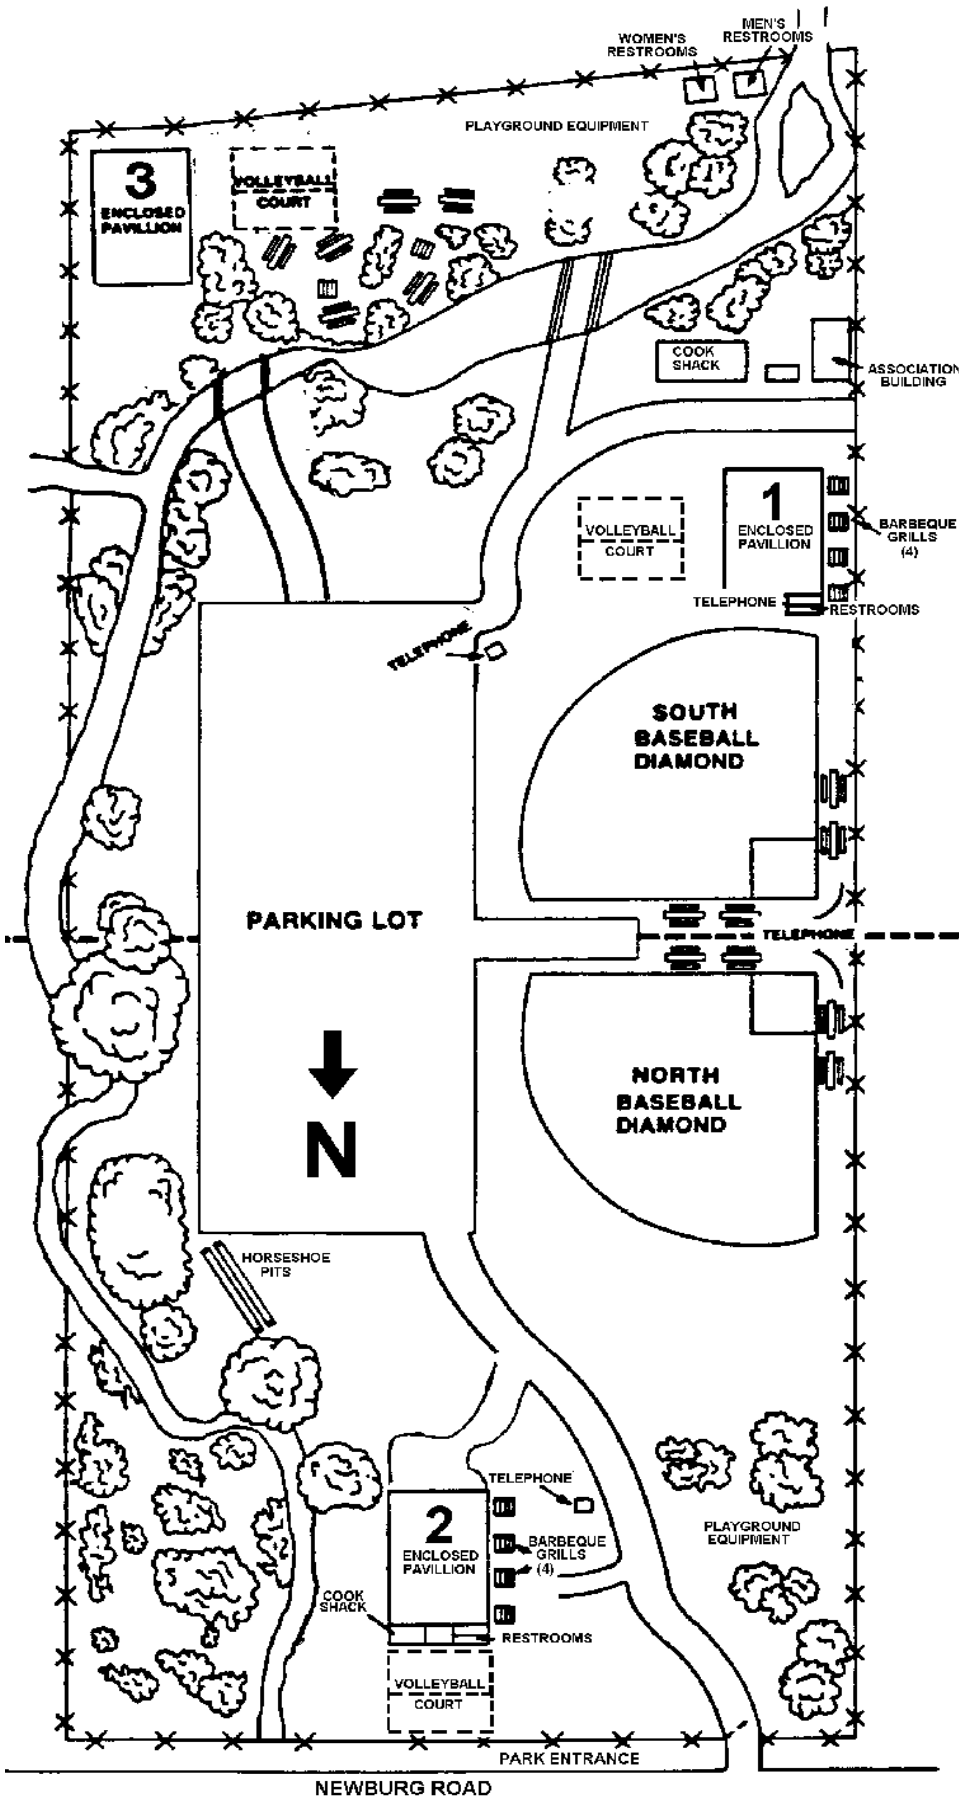 MEN'S
RESTROOMS
WOMEN'S
RESTROOMS
PLAYGROUND EQUIPMENT
3
ENCLOSED
PAVILLION
VOLLEYBALL
COURT
COOK
SHACK
ASSOCIATION
BUILDING
1
ENCLOSED
PAVILLION
VOLLEYBALL
COURT
BARBEQUE
GRILLS
(4)
TELEPHONE
RESTROOMS
TELEPHONE
SOUTH
BASEBALL
DIAMOND
PARKING LOT
TELEPHONE
N
NORTH
BASEBALL
DIAMOND
HORSESHOE
PITS
TELEPHONE
2
ENCLOSED
PAVILLION
BARBEQUE
GRILLS
(4)
PLAYGROUND
EQUIPMENT
COOK
SHACK
RESTROOMS
VOLLEYBALL
COURT
PARK ENTRANCE
NEWBURG ROAD